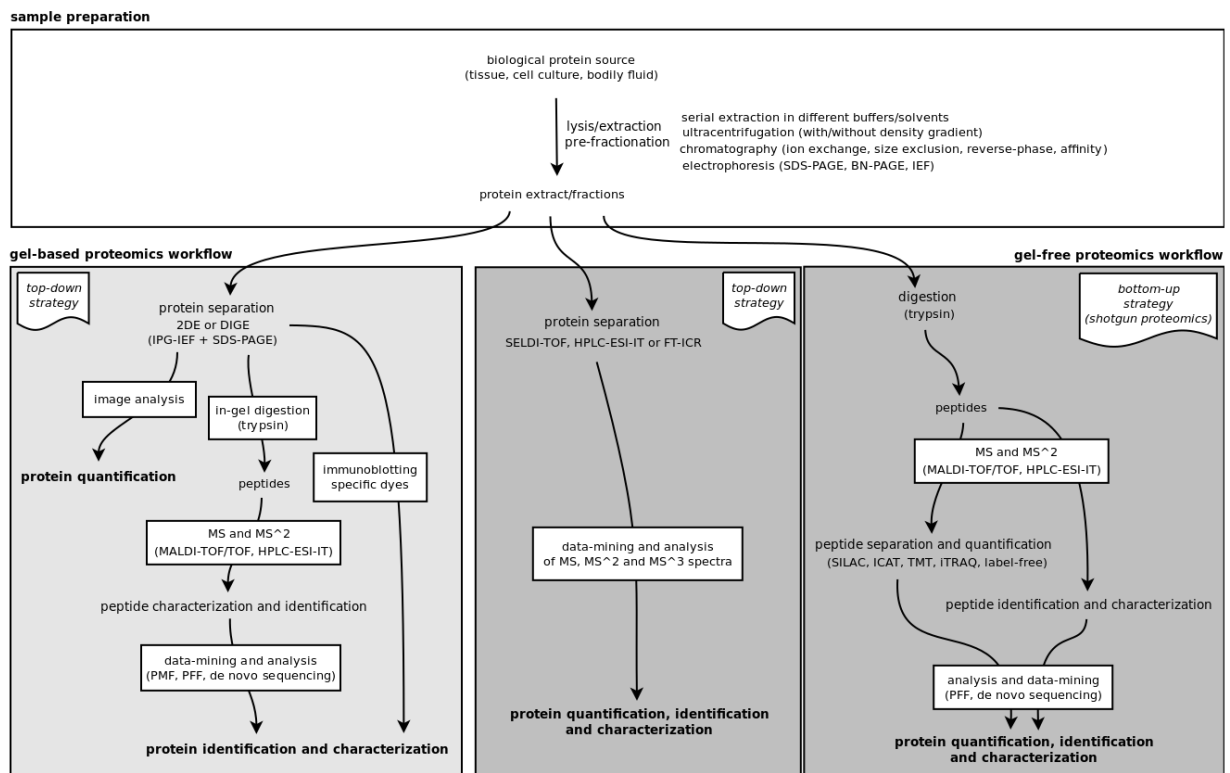 sample preparation
biological protein source
(tissue, cell culture, bodily fluid)
lysis/extraction
pre-fractionation
serial extraction in different buffers/solvents
ultracentrifugation (with/without density gradient)
chromatography (ion exchange, size exclusion, reverse-phase, affinity)
electrophoresis (SDS-PAGE, BN-PAGE, IEF)
protein extract/fractions
gel-based proteomics workflow
top-down
strategy
protein separation
2DE or DIGE
(IPG-IEF + SDS-PAGE)
image analysis
protein quantification
in-gel digestion
(trypsin)
peptides
immunoblotting
specific dyes
MS and MS^2
(MALDI-TOF/TOF, HPLC-ESI-IT)
peptide characterization and identification
data-mining and analysis
(PMF, PFF, de novo sequencing)
protein identification and characterization
top-down
strategy
protein separation
SELDI-TOF, HPLC-ESI-IT or FT-ICR
data-mining and analysis
of MS, MS^2 and MS^3 spectra
protein quantification, identification
and characterization
gel-free proteomics workflow
bottom-up
strategy
(shotgun proteomics)
digestion
(trypsin)
peptides
MS and MS^2
(MALDI-TOF/TOF, HPLC-ESI-IT)
peptide separation and quantification
(SILAC, ICAT, TMT, iTRAQ, label-free)
peptide identification and characterization
analysis and data-mining
(PFF, de novo sequencing)
protein quantification, identification
and characterization